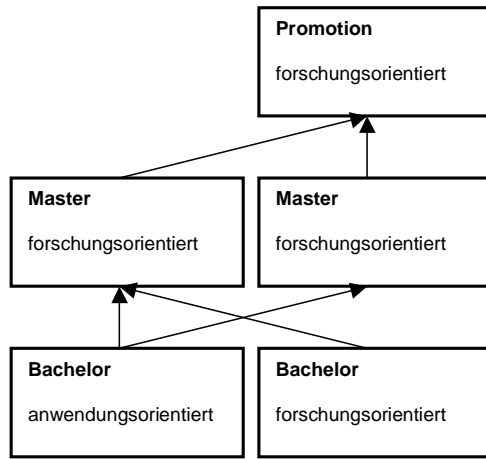 Promotion
forschungsorientiert
Master
forschungsorientiert
Master
forschungsorientiert
Bachelor
anwendungsorientiert
Bachelor
forschungsorientiert